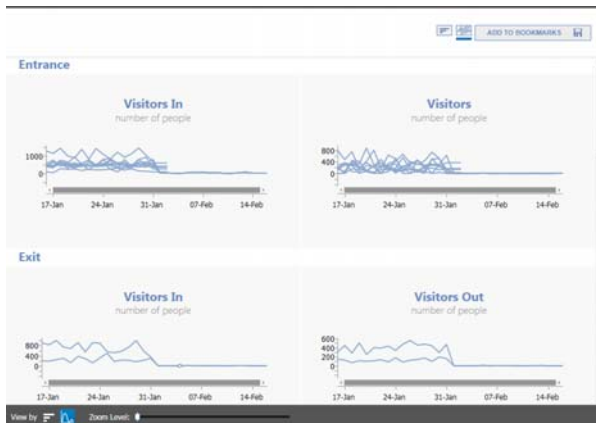 ADD TO BOOKMARKS
Entrance
Visitors In
number of people
1000
0
17-Jan 24-Jan 31-Jan 07-Feb 14-Feb
Visitors
number of people
800
400
0
17-Jan 24-Jan 31-Jan 07-Feb 14-Feb
Exit
Visitors In
number of people
800
400
0
17-Jan 24-Jan 31-Jan 07-Feb 14-Feb
Visitors Out
number of people
600
400
200
0
17-Jan 24-Jan 31-Jan 07-Feb 14-Feb
View by Zoom Level: